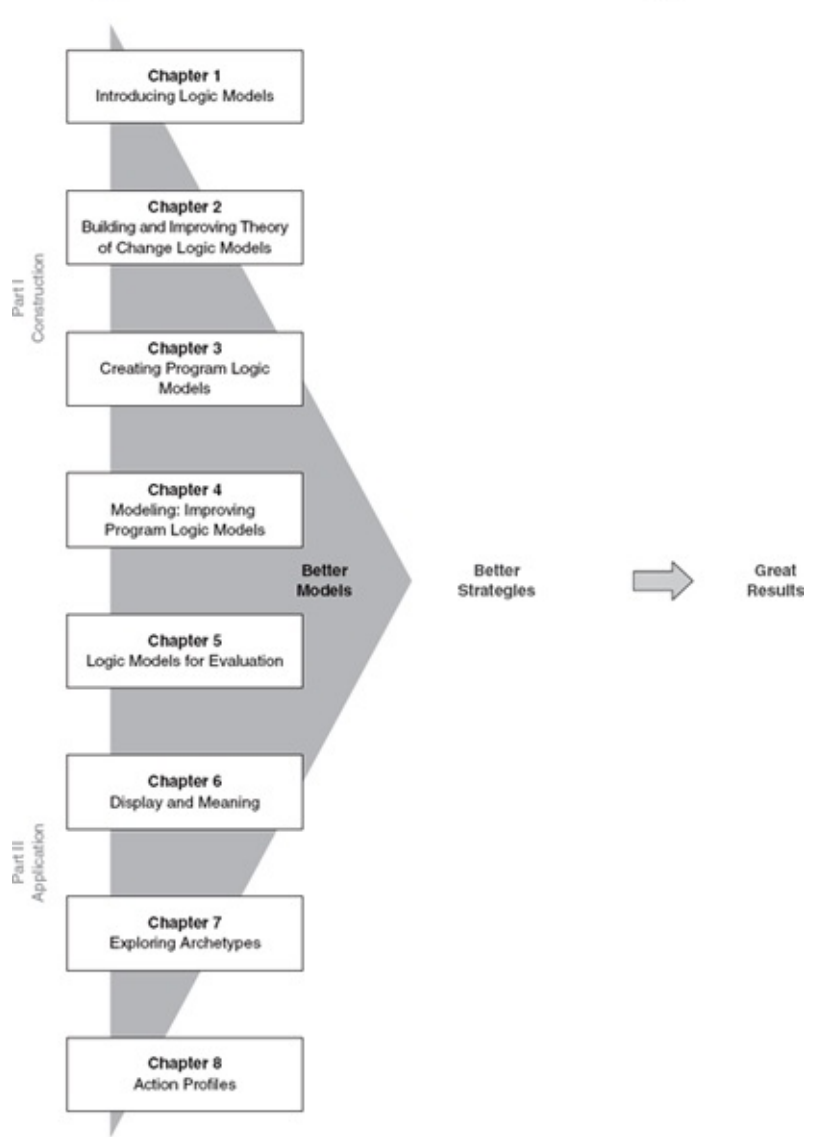 Chapter 1
Introducing Logic Models
Chapter 2
Building and Improving Theory
of Change Logic Models
Part I
Construction
Chapter 3
Creating Program Logic
Models
Chapter 4
Modeling: Improving
Program Logic Models
Better
Models
Better
Strategles
Great
Results
Chapter 5
Logic Models for Evaluation
Chapter 6
Display and Meaning
Part II
Application
Chapter 7
Exploring Archetypes
Chapter 8
Action Profiles